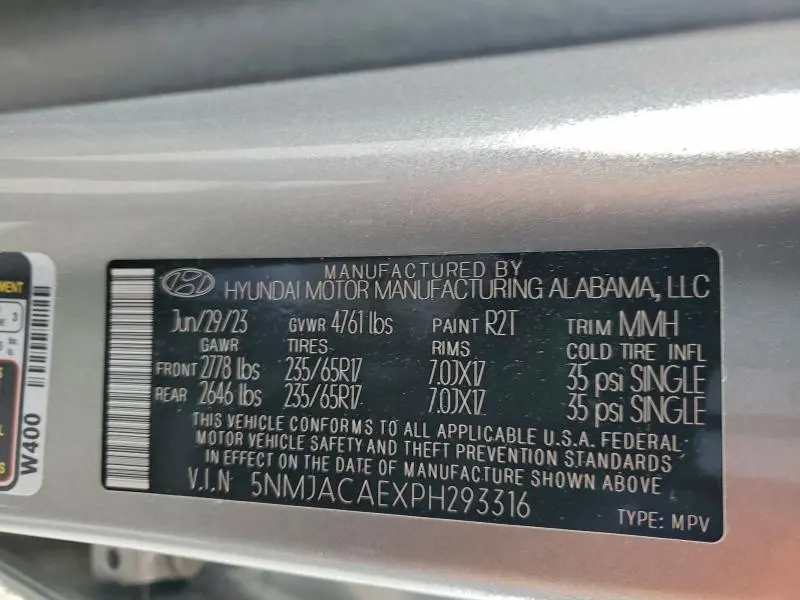 MENT
3
W400
MANUFACTURED BY
HYUNDAI MOTOR MANUFACTURING ALABAMA, LLC
Jun/29/23 GVWR 4761 lbs PAINT R2T TRIM MMH
GAWR TIRES RIMS COLD TIRE INFL
FRONT 2778 lbs 235/65R17 7.0JX17 35 psi SINGLE
REAR 2646 lbs 235/65R17 7.0JX17 35 psi SINGLE
THIS VEHICLE CONFORMS TO ALL APPLICABLE U.S.A. FEDERAL
MOTOR VEHICLE SAFETY AND THEFT PREVENTION STANDARDS
IN EFFECT ON THE DATE OF MANUFACTURE SHOWN ABOVE
V.I.N 5NMJACAEXPH293316
TYPE: MPV